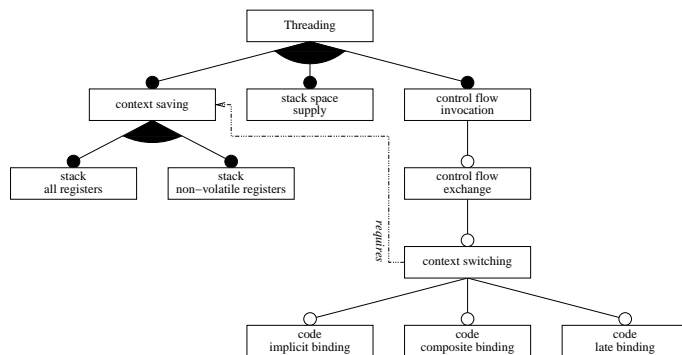 Threading
context saving
stack space
supply
control flow
invocation
stack
all registers
stack
non−volatile registers
control flow
exchange
requires
context switching
code
implicit binding
code
composite binding
code
late binding